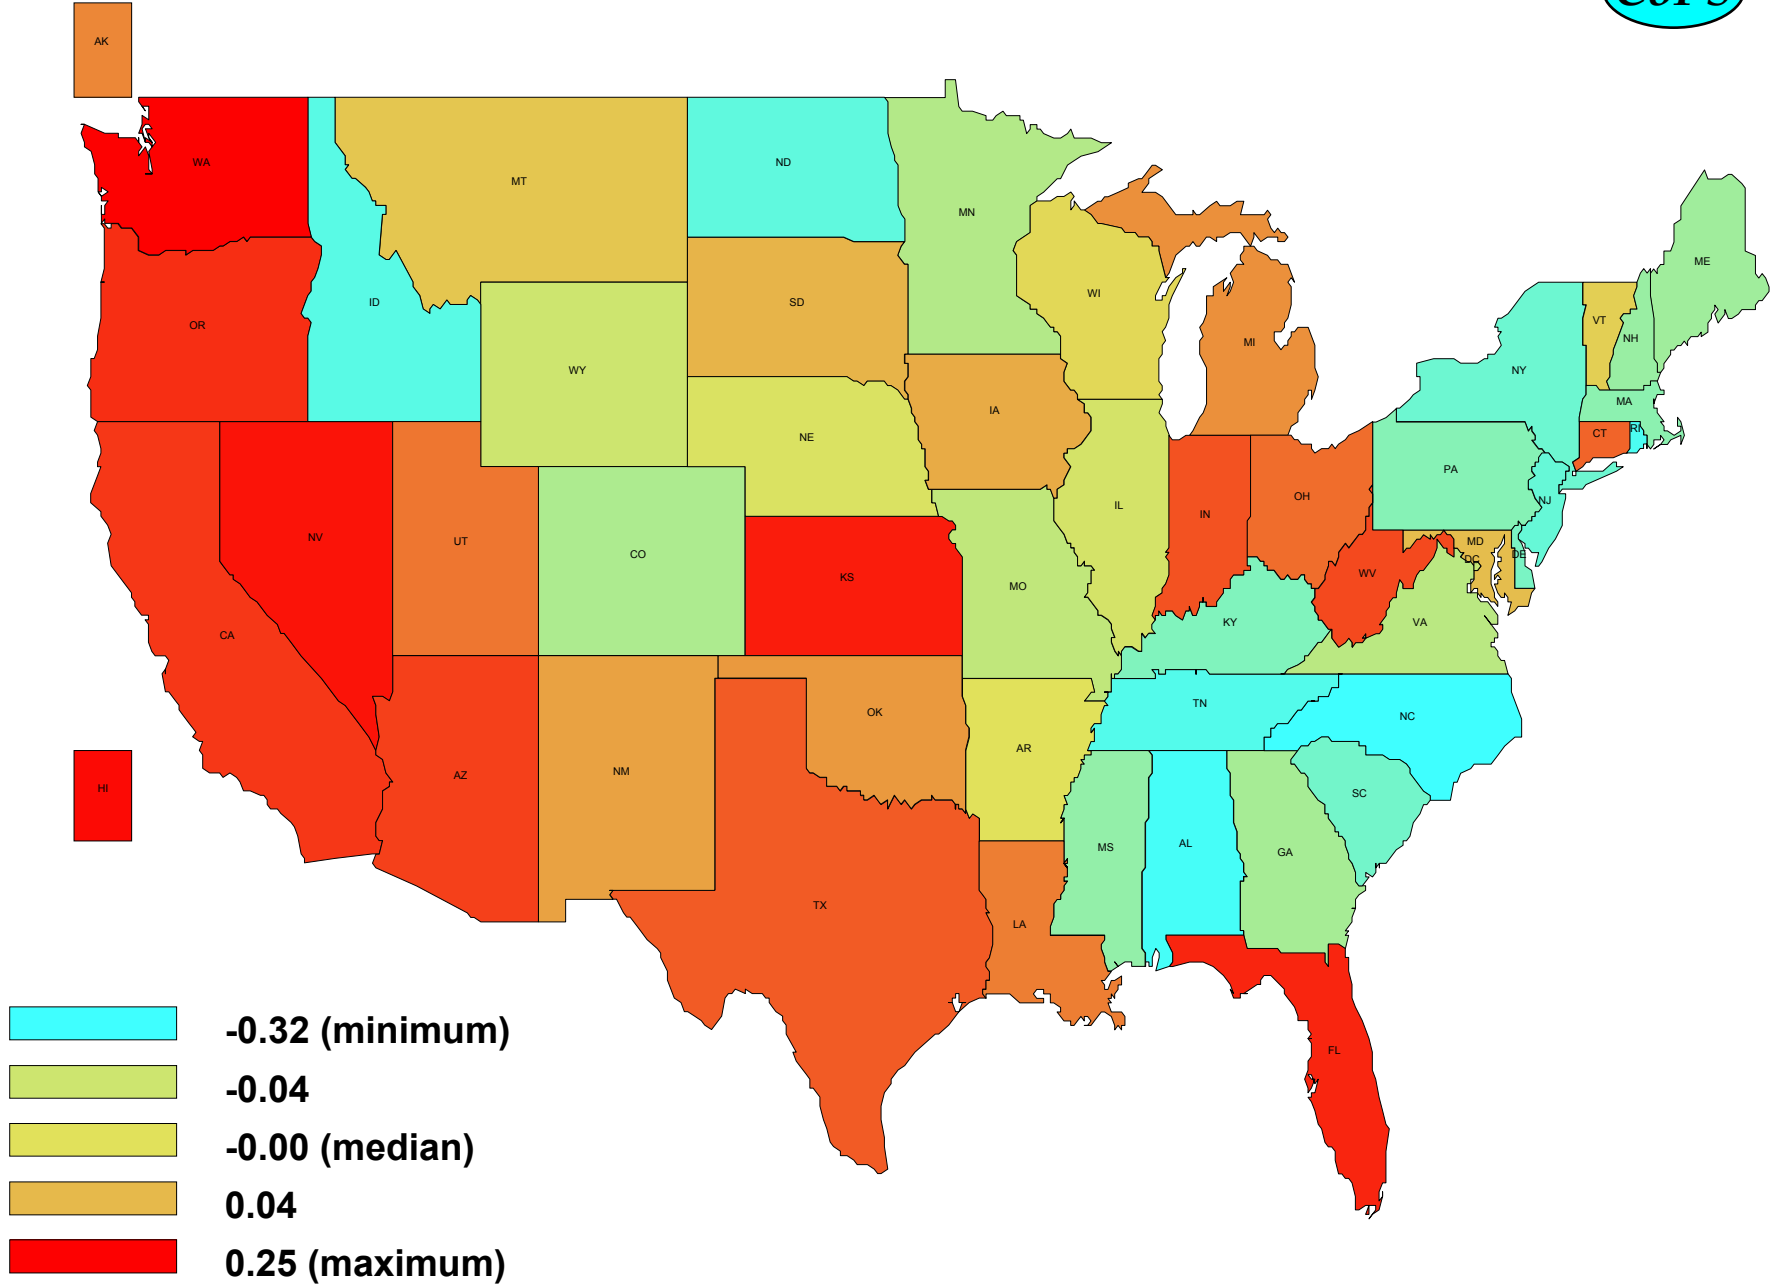 AK
WA
MT
ND
MN
ME
ID
SD
WI
OR
VT
NH
MI
WY
NY
IA
MA
NE
CT
RI
PA
OH
NJ
IL
IN
NV
UT
CO
KS
MO
MD
DC
DE
WV
KY
VA
CA
TN
NC
OK
AR
AZ
NM
HI
SC
MS
AL
GA
TX
LA
FL
-0.32 (minimum)
-0.04
-0.00 (median)
0.04
0.25 (maximum)